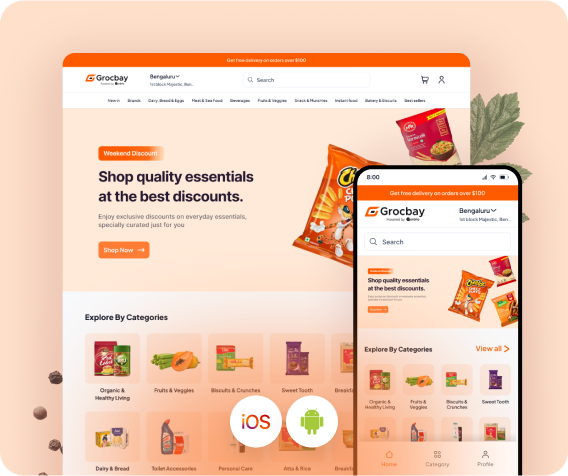 Get free delivery on orders over $100
Grocbay
Powered by
Bengaluru
1st block Majestic, Ben..
Search
New In Brands Dairy, Bread & Eggs Meat & Sea Food Beverages Fruits & Veggies Snack & Munchies Instant food Bakery & Biscuits Best sellers
Weekend Discount
Shop quality essentials
at the best discounts.
Enjoy exclusive discounts on everyday essentials,
specially curated just for you
Shop Now
Explore By Categories
Organic &
Healthy Living
Fruits & Veggies
Biscuits & Crunches
Sweet Tooth
Breakf
Dairy & Bread
Toilet Accessories
Personal Care
Atta & Rice
Breakf
iOS
8:00
Get free delivery on orders over $100
Grocbay
Powered by
Bengaluru
1st block Majestic, Ben...
Search
Shop quality essentials
at the best discounts.
Explore By Categories
View all
Organic &
Healthy Living
Fruits &
Veggies
Biscuits &
Crunches
Sweet Tooth
Home
Category
Profile